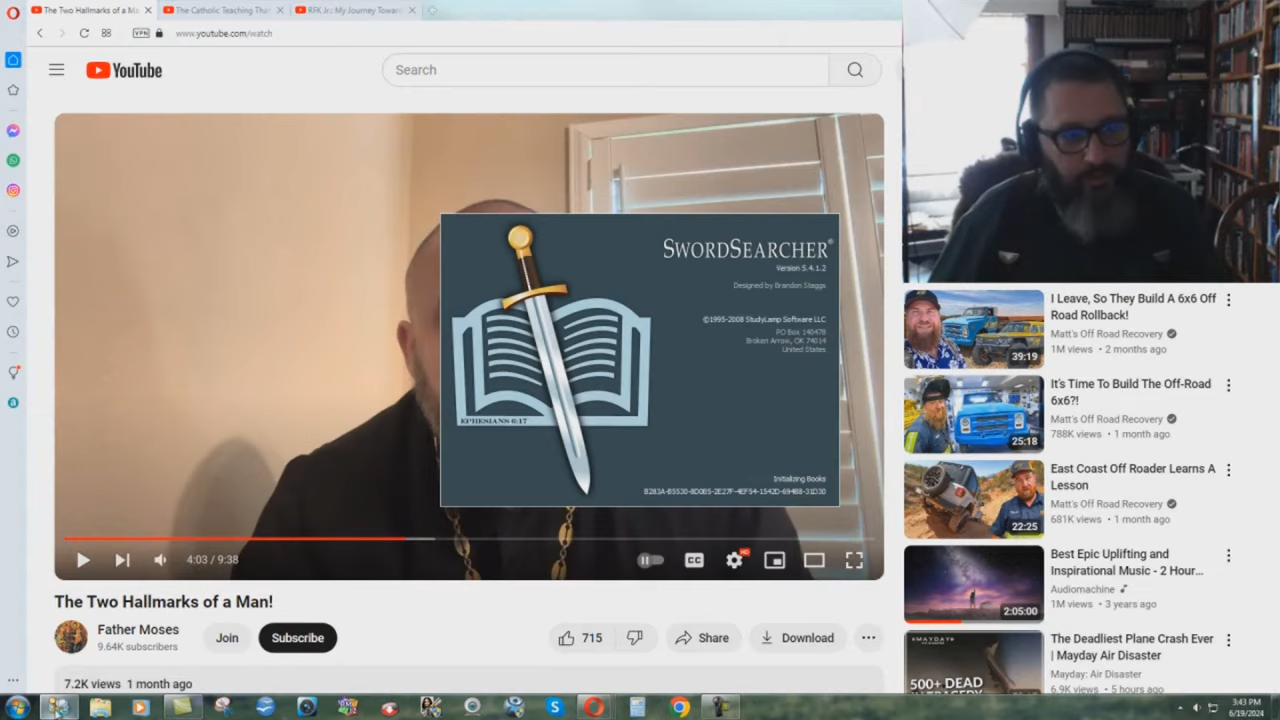 The Two Hallmarks of a Ma
The Catholic Teaching That
RFK Jr.: My Journey Toward
VPN
www.youtube.com/watch
YouTube
Search
SWORDSEARCHER®
Version 5.4.1.2
Designed by Brandon Staggs
©1995-2008 StudyLamp Software LLC
PO Box 140478
Broken Arrow, OK 74014
United States
EPHESIANS 6:17
Initializing Books
4:03 / 9:38
CC
HD
The Two Hallmarks of a Man!
Father Moses
9.64K subscribers
Join
Subscribe
715
Share
Download
7.2K views 1 month ago
I Leave, So They Build A 6x6 Off
Road Rollback!
Matt's Off Road Recovery
1M views • 2 months ago
39:19
It's Time To Build The Off-Road
6x6?!
Matt's Off Road Recovery
788K views • 1 month ago
25:18
East Coast Off Roader Learns A
Lesson
Matt's Off Road Recovery
681K views • 1 month ago
22:25
Best Epic Uplifting and
Inspirational Music - 2 Hour...
Audiomachine
1M views • 3 years ago
2:05:00
The Deadliest Plane Crash Ever
| Mayday Air Disaster
Mayday: Air Disaster
6.9K views • 5 hours ago
MAYDAY
500+ DEAD
3:43 PM
6/19/2024